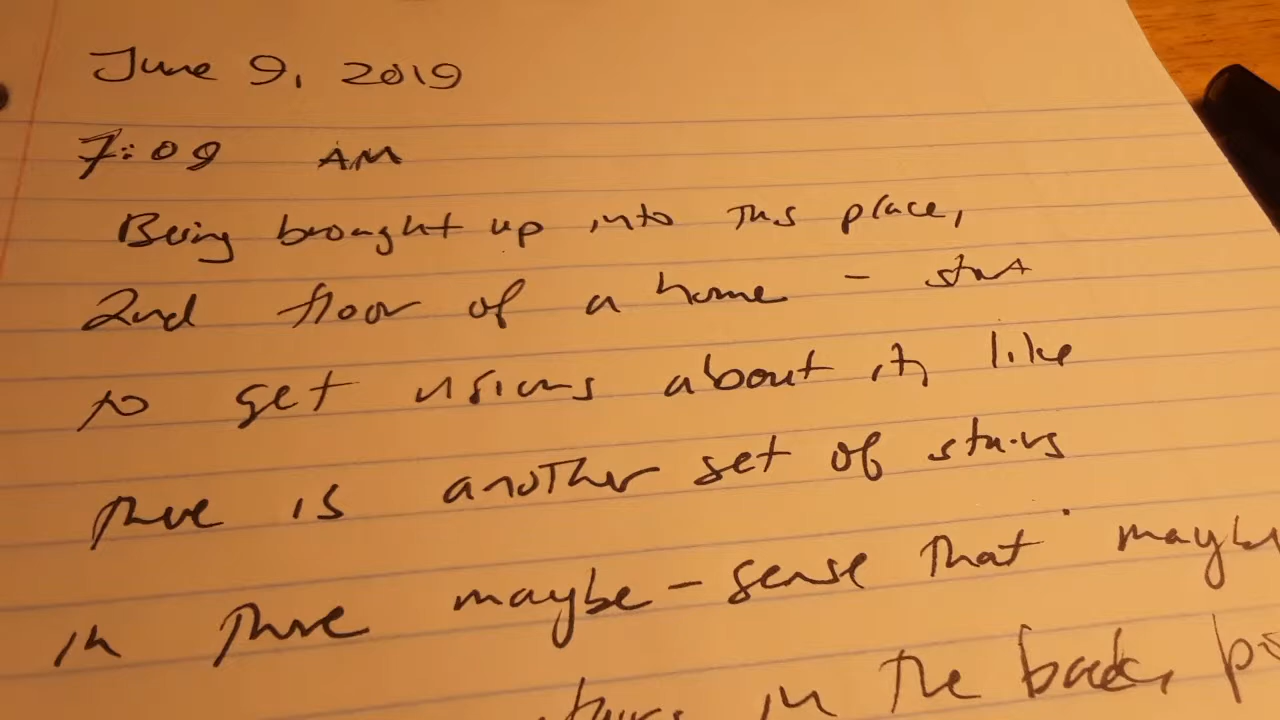 June 9, 2019
7:09 AM
Being brought up into this place,
2nd floor of a home - start
to get visions about it, like
there is another set of stairs
in there maybe - sense that maybe
in the back,